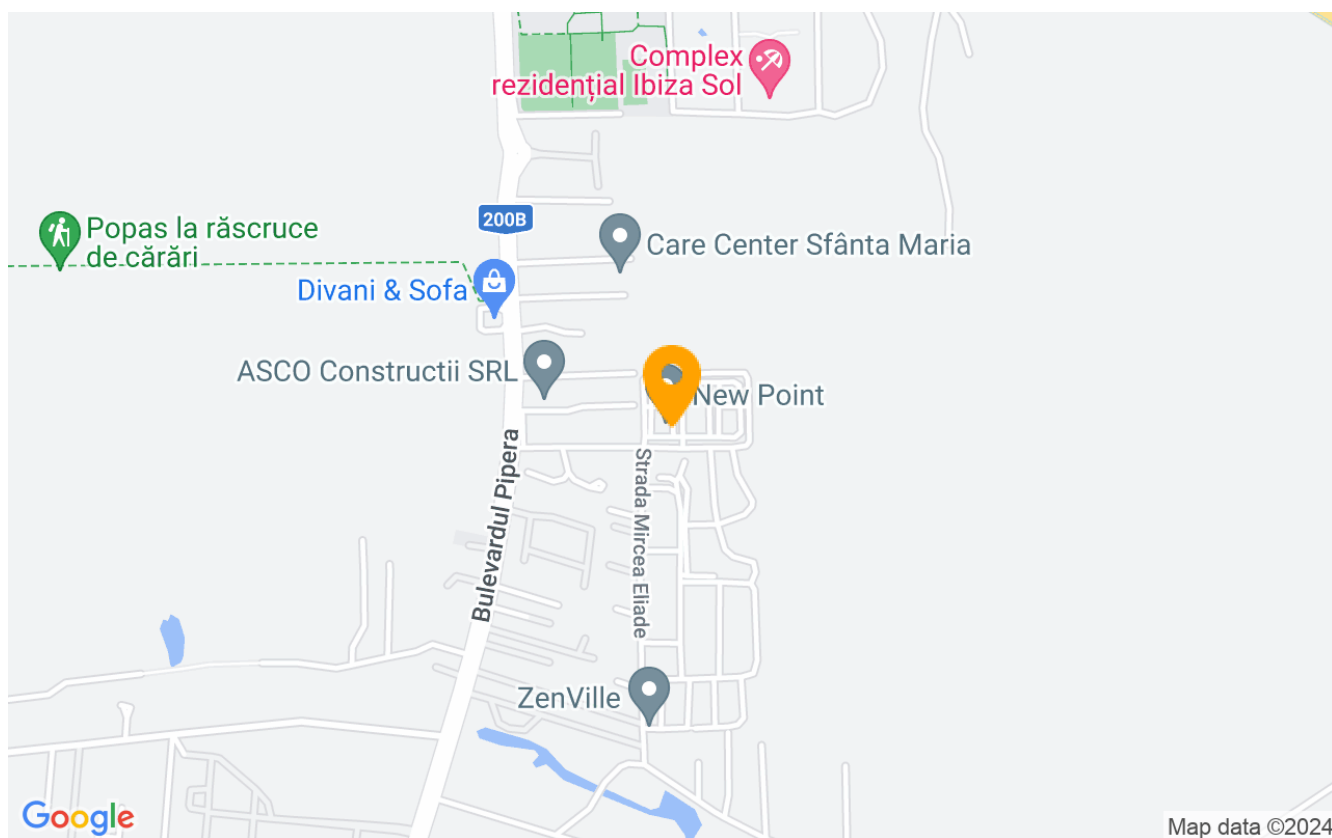 Complex
rezidențial Ibiza Sol
200B
Popas la răscruce
de cărări
Care Center Sfânta Maria
Divani & Sofa
ASCO Constructii SRL
New Point
Bulevardul Pipera
Strada Mircea Eliade
ZenVille
Google
Map data ©2024